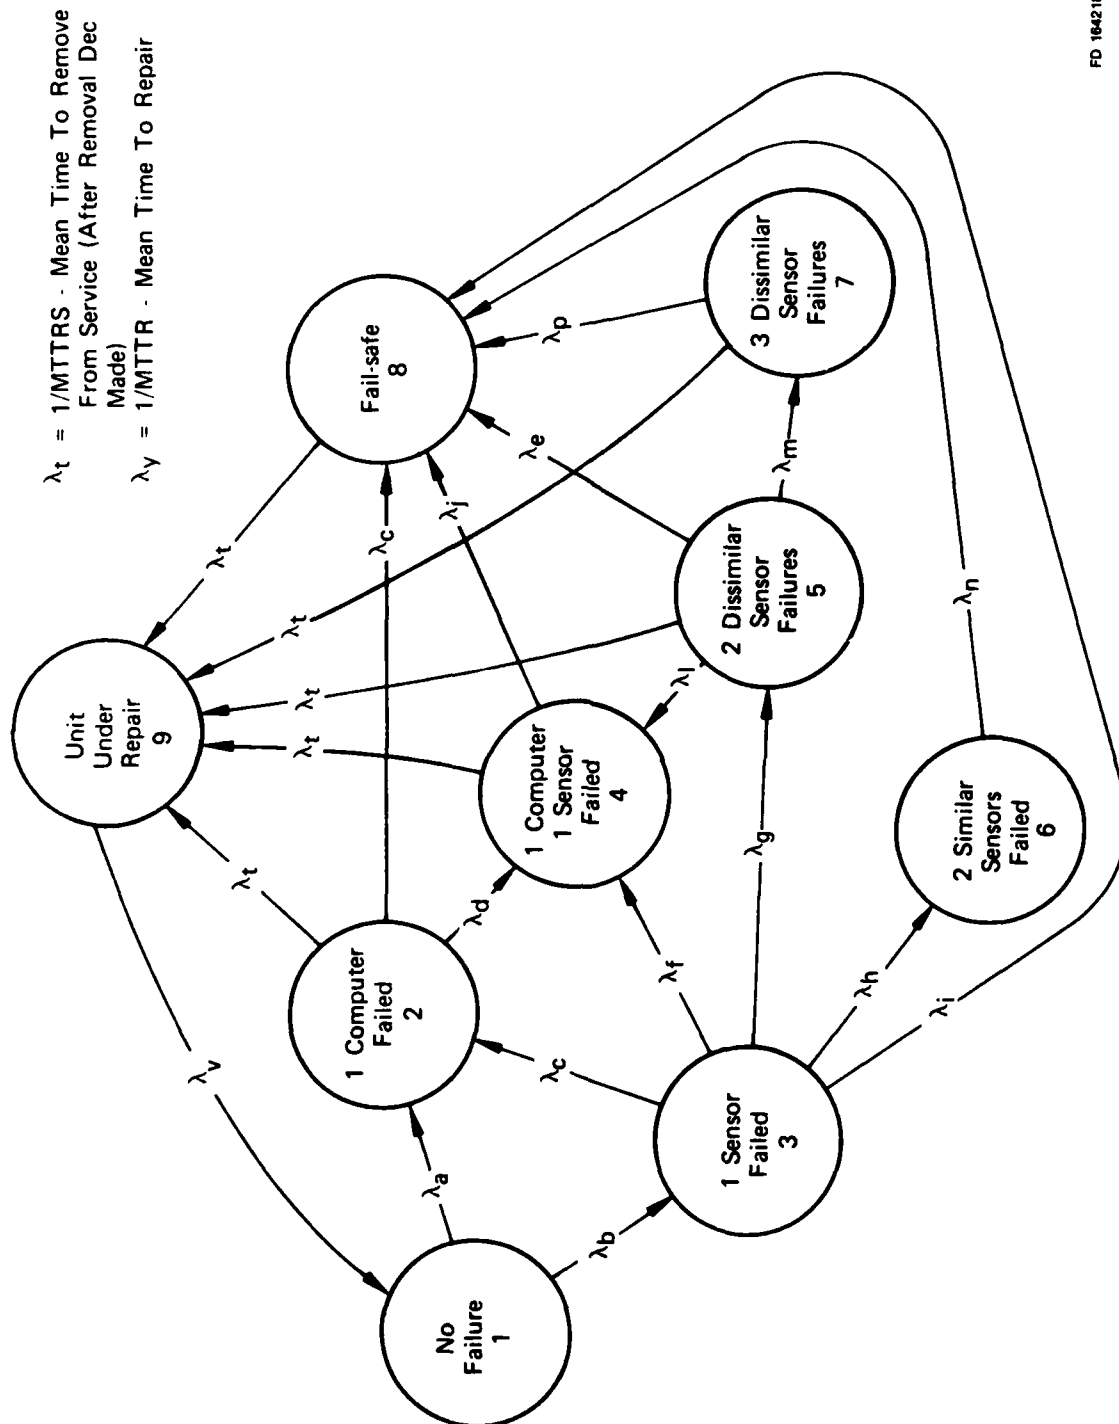 λt = 1/MTTRS - Mean Time To Remove
From Service (After Removal Dec
Made)
λy = 1/MTTR - Mean Time To Repair
Unit
Under
Repair
9
Fail-safe
8
λt
λt
λt
λt
λt
λv
λc
λj
λe
λp
1 Computer
Failed
2
1 Computer
1 Sensor
Failed
4
2 Dissimilar
Sensor
Failures
5
3 Dissimilar
Sensor
Failures
7
λd
λl
λm
No
Failure
1
λa
λb
λc
λf
λg
λh
λi
λn
1 Sensor
Failed
3
2 Similar
Sensors
Failed
6
FD 164218